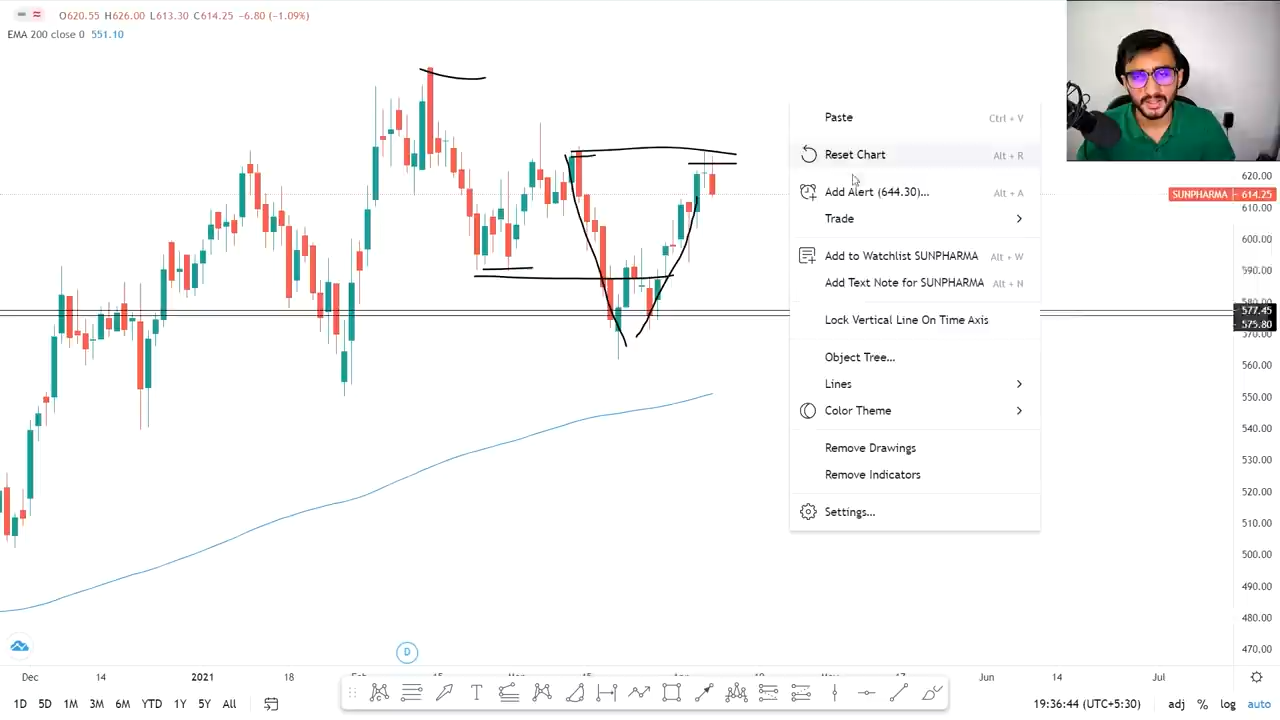 O620.55 H626.00 L613.30 C614.25 −6.80 (−1.09%)
EMA 200 close 0 551.10
Paste Ctrl + V
Reset Chart Alt + R
Add Alert (644.30)... Alt + A
Trade
Add to Watchlist SUNPHARMA Alt + W
Add Text Note for SUNPHARMA Alt + N
Lock Vertical Line On Time Axis
Object Tree...
Lines
Color Theme
Remove Drawings
Remove Indicators
Settings...
620.00
SUNPHARMA 614.25
610.00
600.00
590.00
580.00
577.45
575.80
570.00
560.00
550.00
540.00
530.00
520.00
510.00
500.00
490.00
480.00
470.00
D
Dec 14 2021 18 Jun 14 Jul
1D 5D 1M 3M 6M YTD 1Y 5Y All
19:36:44 (UTC+5:30) adj % log auto